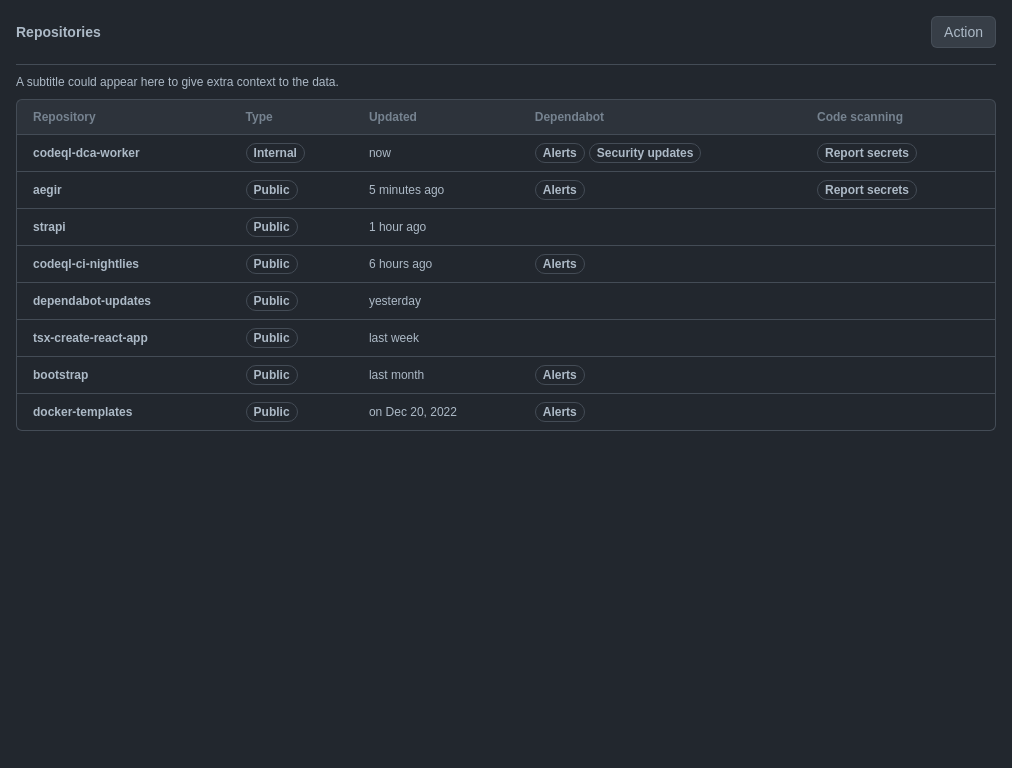 Repositories
Action
A subtitle could appear here to give extra context to the data.
Repository Type Updated Dependabot Code scanning
codeql-dca-worker Internal now Alerts Security updates Report secrets
aegir Public 5 minutes ago Alerts Report secrets
strapi Public 1 hour ago
codeql-ci-nightlies Public 6 hours ago Alerts
dependabot-updates Public yesterday
tsx-create-react-app Public last week
bootstrap Public last month Alerts
docker-templates Public on Dec 20, 2022 Alerts